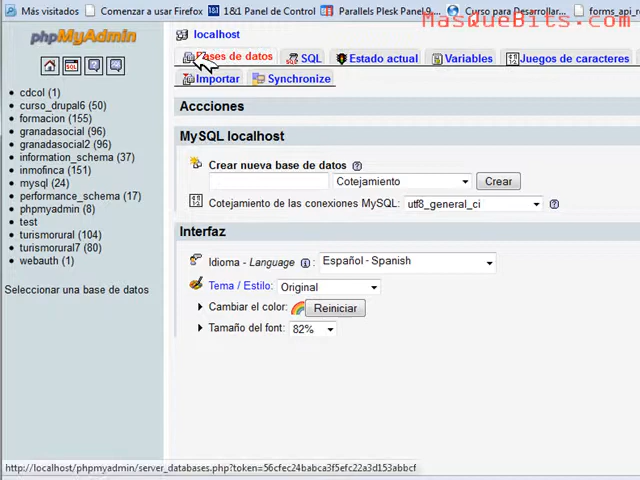 Más visitados Comenzar a usar Firefox 1&1 Panel de Control Parallels Plesk Panel 9... Curso para Desarrollar... forms_api_r
MasQueBits.com
phpMyAdmin
localhost
Bases de datos SQL Estado actual Variables Juegos de caracteres
Importar Synchronize
cdcol (1)
curso_drupal6 (50)
formacion (155)
granadasocial (96)
granadasocial2 (96)
information_schema (37)
inmofinca (151)
mysql (24)
performance_schema (17)
phpmyadmin (8)
test
turismorural (104)
turismorural7 (80)
webauth (1)
Seleccionar una base de datos
Accciones
MySQL localhost
Crear nueva base de datos
Cotejamiento Crear
Cotejamiento de las conexiones MySQL: utf8_general_ci
Interfaz
Idioma - Language Español - Spanish
Tema / Estilo: Original
Cambiar el color: Reiniciar
Tamaño del font: 82%
http://localhost/phpmyadmin/server_databases.php?token=56cfec24babca3f5efc22a3d153abbcf